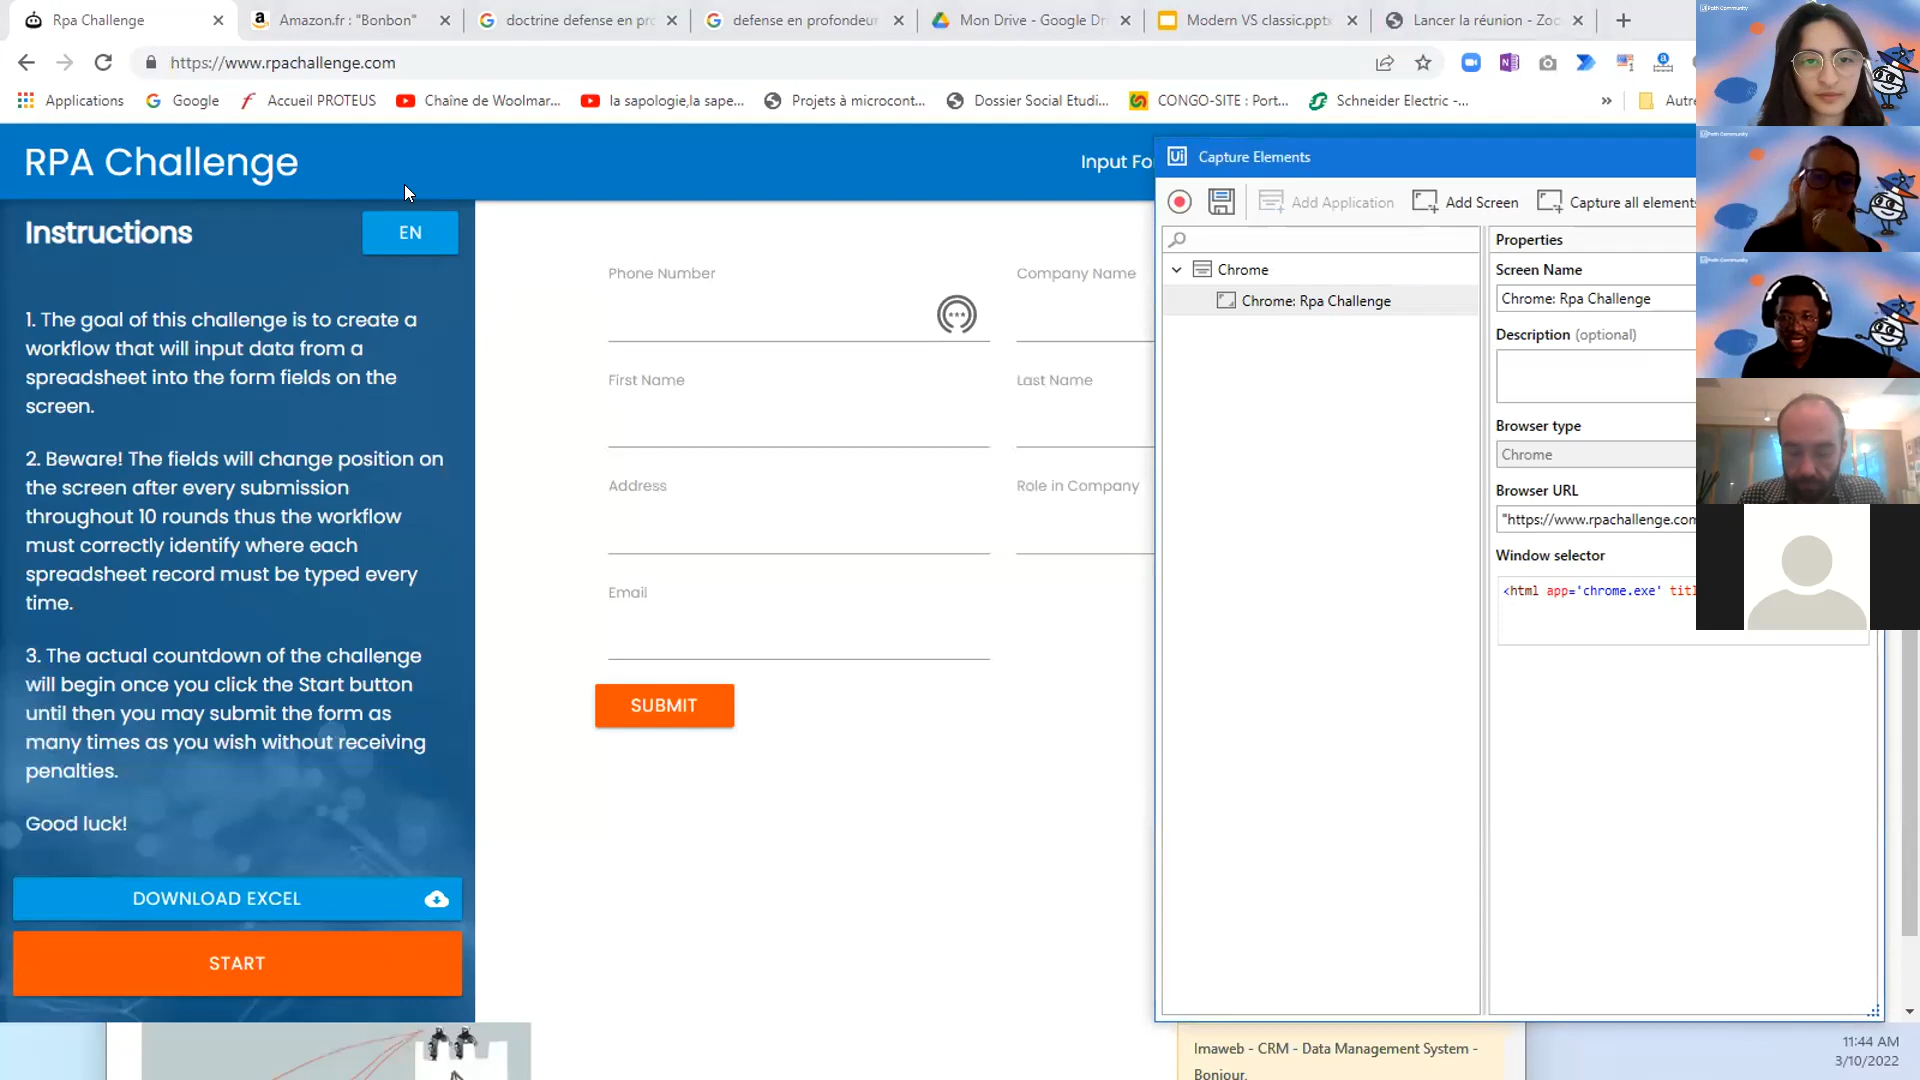 Rpa Challenge
Amazon.fr : "Bonbon"
doctrine defense en pro
defense en profondeur
Mon Drive - Google Dri
Modern VS classic.pptx
Lancer la réunion - Zoo
https://www.rpachallenge.com
Applications
Google
Accueil PROTEUS
Chaîne de Woolmar...
la sapologie,la sape...
Projets à microcont...
Dossier Social Etudi...
CONGO-SITE : Port...
Schneider Electric -...
»
Autre
RPA Challenge
Input Fo
Instructions
EN
1. The goal of this challenge is to create a
workflow that will input data from a
spreadsheet into the form fields on the
screen.
2. Beware! The fields will change position on
the screen after every submission
throughout 10 rounds thus the workflow
must correctly identify where each
spreadsheet record must be typed every
time.
3. The actual countdown of the challenge
will begin once you click the Start button
until then you may submit the form as
many times as you wish without receiving
penalties.
Good luck!
DOWNLOAD EXCEL
START
Phone Number
Company Name
First Name
Last Name
Address
Role in Company
Email
SUBMIT
Ui Capture Elements
Add Application
Add Screen
Capture all elements
Chrome
Chrome: Rpa Challenge
Properties
Screen Name
Chrome: Rpa Challenge
Description (optional)
Browser type
Chrome
Browser URL
"https://www.rpachallenge.com
Window selector
<html app='chrome.exe' titl
Imaweb - CRM - Data Management System -
Bonjour,
11:44 AM
3/10/2022